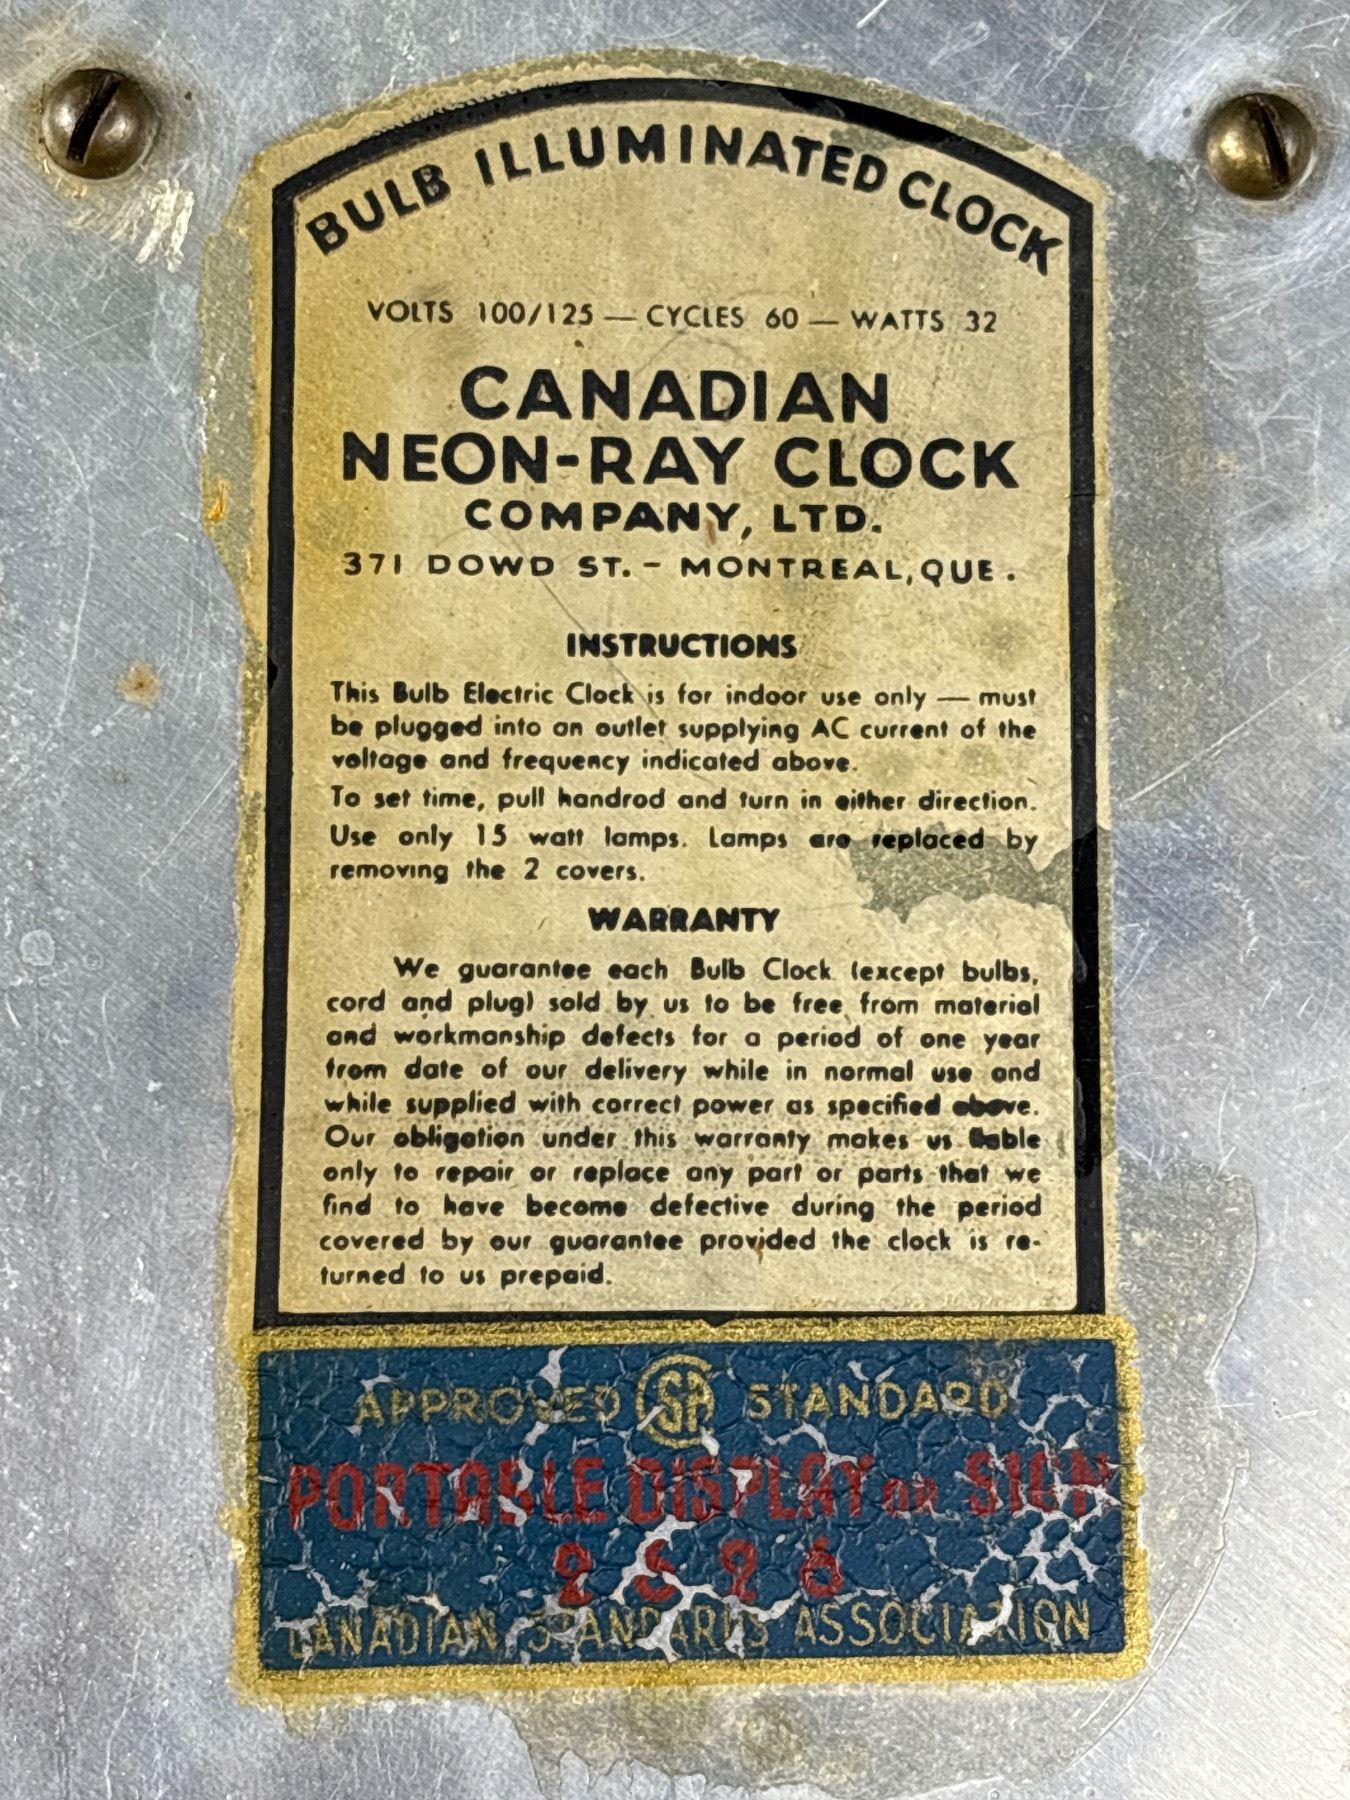 BULB ILLUMINATED CLOCK
VOLTS 100/125 — CYCLES 60 — WATTS 32
CANADIAN
NEON-RAY CLOCK
COMPANY, LTD.
371 DOWD ST. - MONTREAL, QUE.
INSTRUCTIONS
This Bulb Electric Clock is for indoor use only — must
be plugged into an outlet supplying AC current of the
voltage and frequency indicated above.
To set time, pull handrod and turn in either direction.
Use only 15 watt lamps. Lamps are replaced by
removing the 2 covers.
WARRANTY
We guarantee each Bulb Clock (except bulbs,
cord and plug) sold by us to be free from material
and workmanship defects for a period of one year
from date of our delivery while in normal use and
while supplied with correct power as specified above.
Our obligation under this warranty makes us liable
only to repair or replace any part or parts that we
find to have become defective during the period
covered by our guarantee provided the clock is re-
turned to us prepaid.
APPROVED CSA STANDARD
PORTABLE DISPLAY OR SIGN
CANADIAN STANDARDS ASSOCIATION